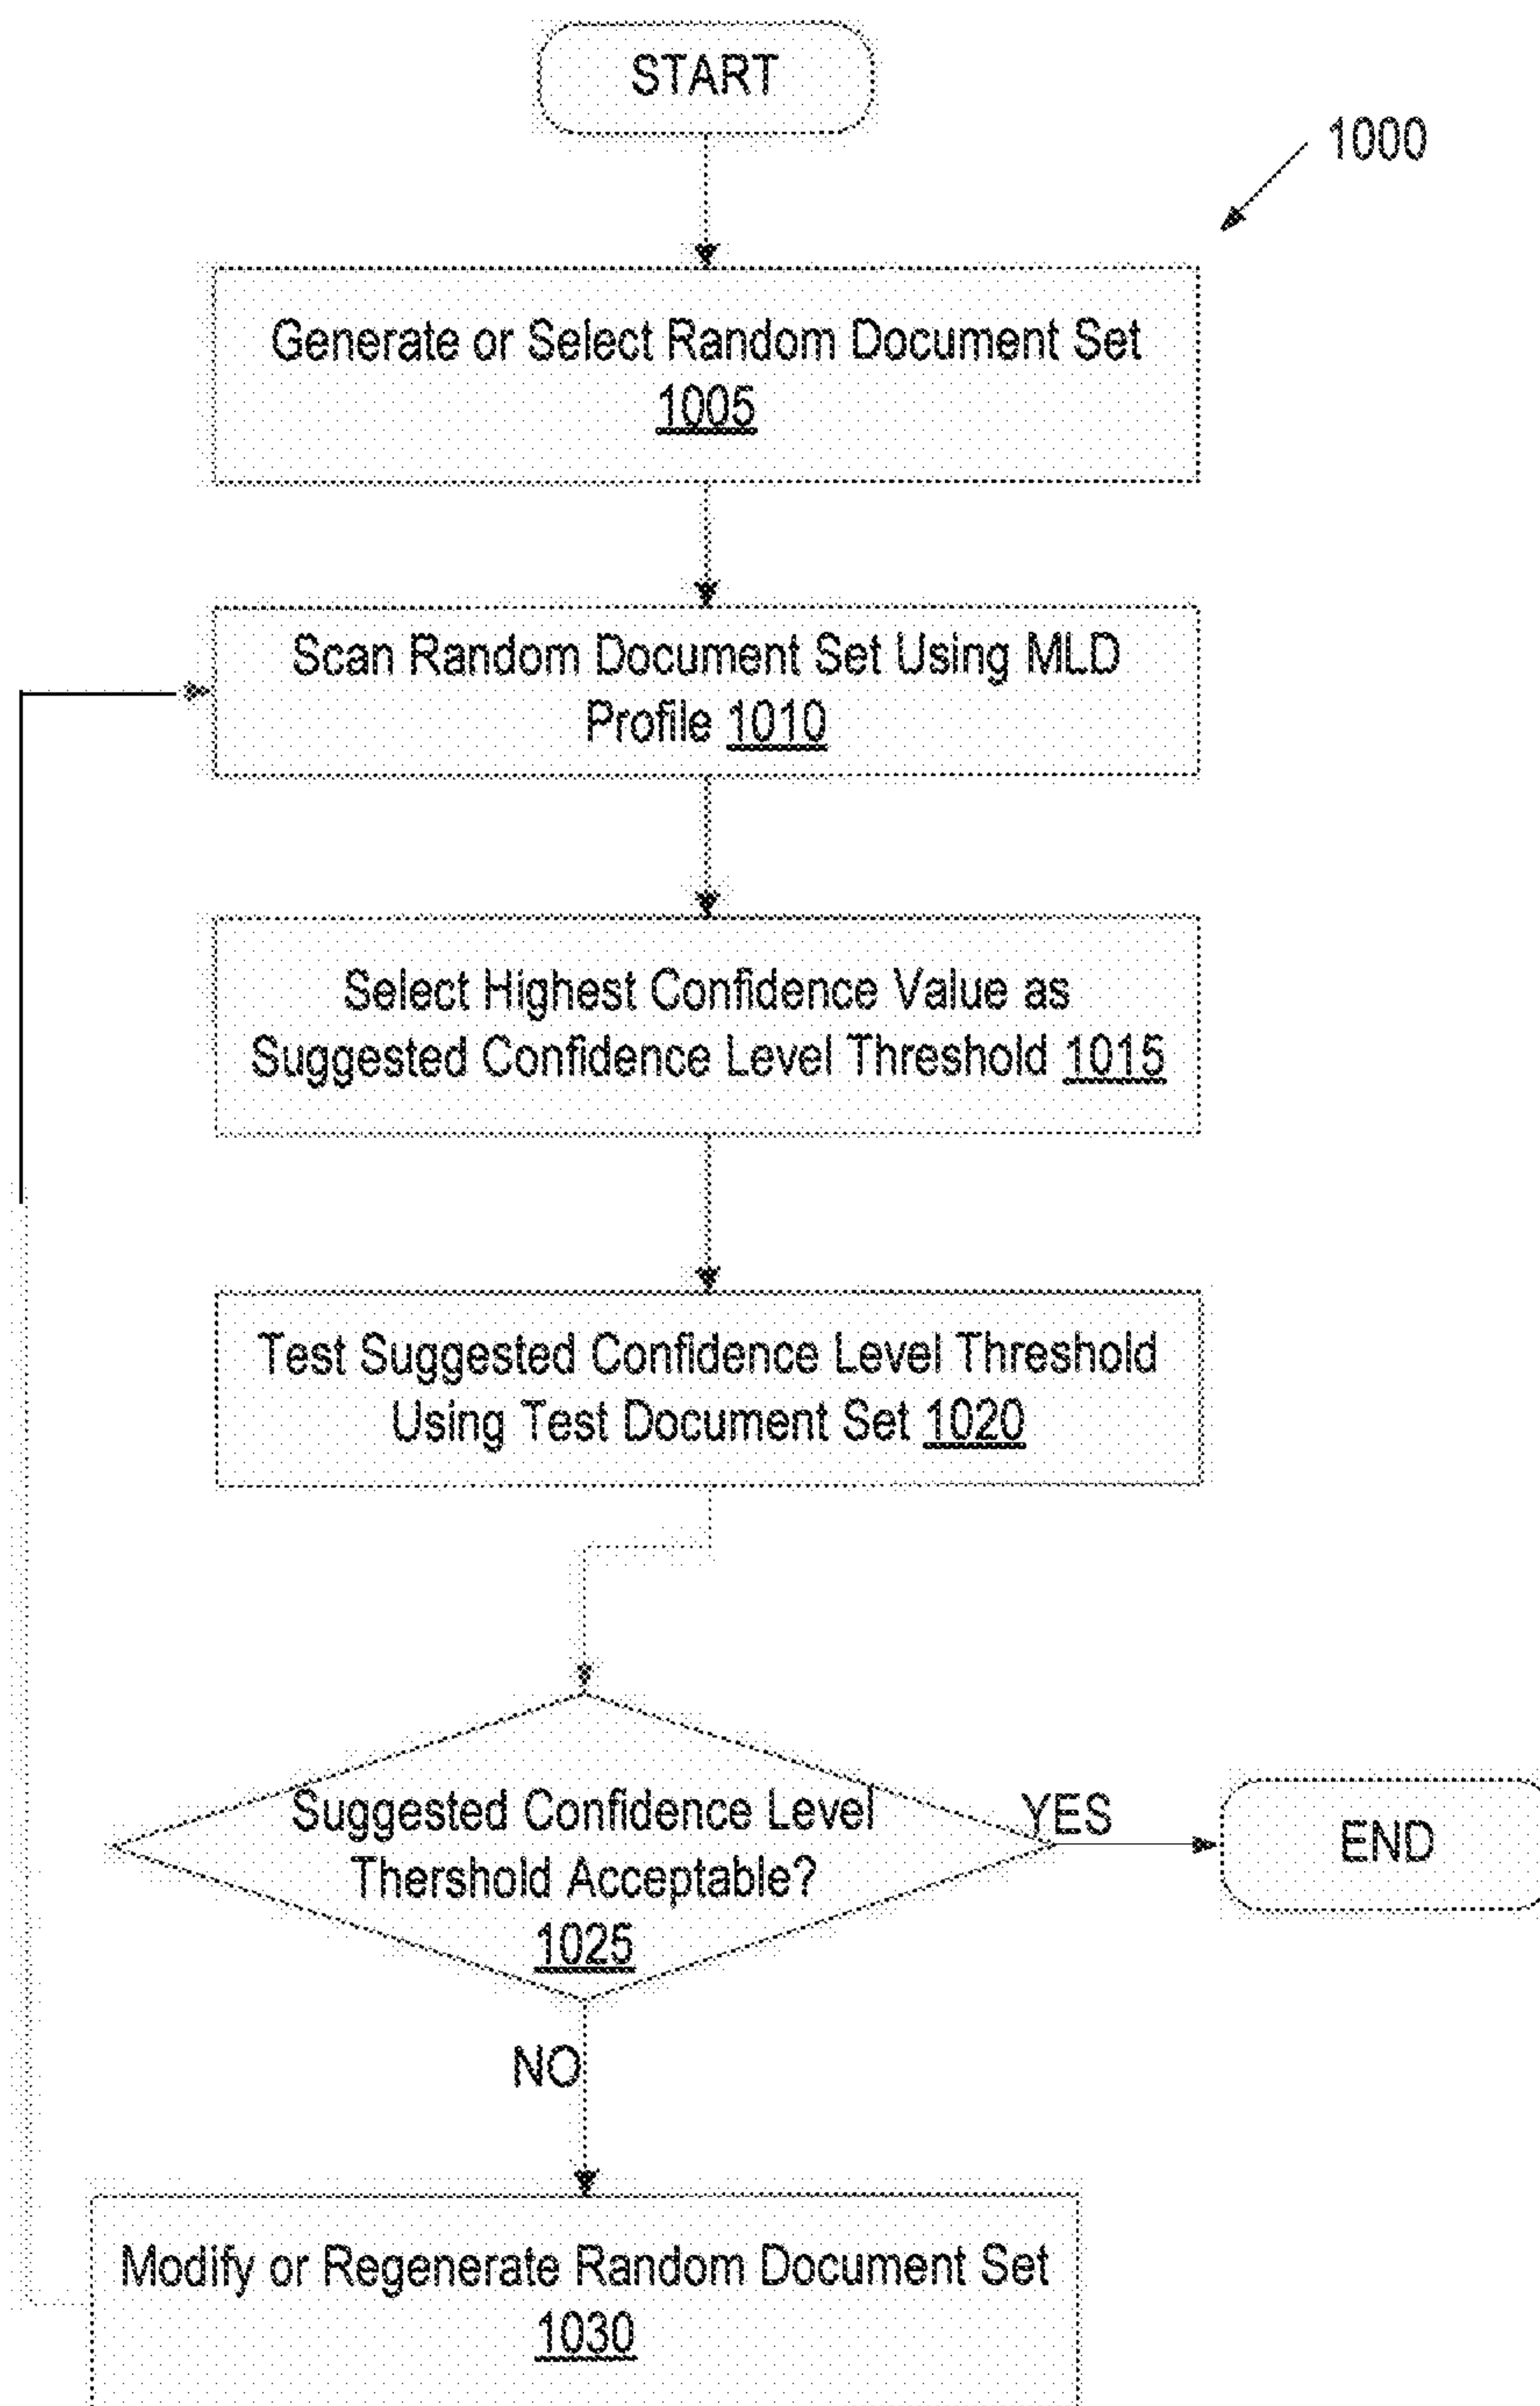 START
1000
Generate or Select Random Document Set
1005
Scan Random Document Set Using MLD
Profile 1010
Select Highest Confidence Value as
Suggested Confidence Level Threshold 1015
Test Suggested Confidence Level Threshold
Using Test Document Set 1020
Suggested Confidence Level
Thershold Acceptable?
1025
YES
END
NO
Modify or Regenerate Random Document Set
1030